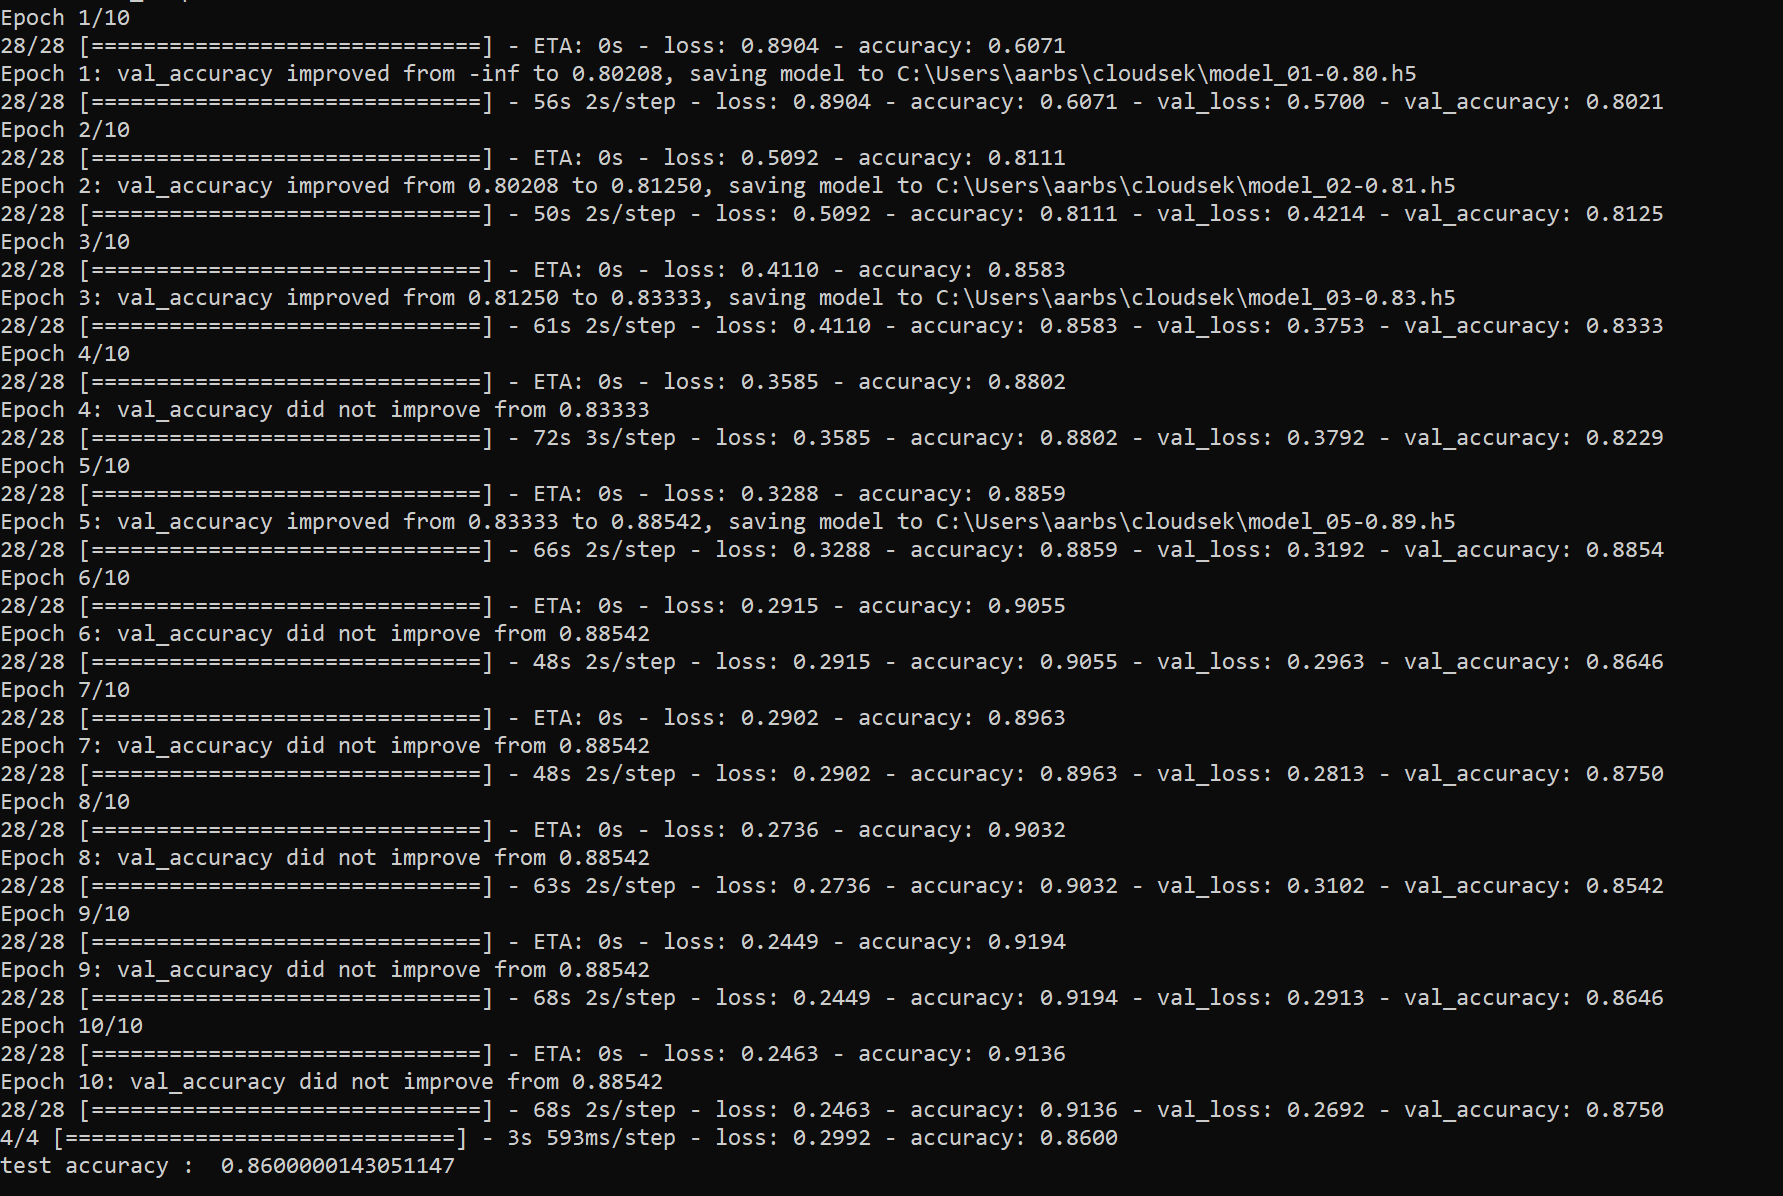 Epoch 1/10
28/28 [==============================] - ETA: 0s - loss: 0.8904 - accuracy: 0.6071
Epoch 1: val_accuracy improved from -inf to 0.80208, saving model to C:\Users\aarbs\cloudsek\model_01-0.80.h5
28/28 [==============================] - 56s 2s/step - loss: 0.8904 - accuracy: 0.6071 - val_loss: 0.5700 - val_accuracy: 0.8021
Epoch 2/10
28/28 [==============================] - ETA: 0s - loss: 0.5092 - accuracy: 0.8111
Epoch 2: val_accuracy improved from 0.80208 to 0.81250, saving model to C:\Users\aarbs\cloudsek\model_02-0.81.h5
28/28 [==============================] - 50s 2s/step - loss: 0.5092 - accuracy: 0.8111 - val_loss: 0.4214 - val_accuracy: 0.8125
Epoch 3/10
28/28 [==============================] - ETA: 0s - loss: 0.4110 - accuracy: 0.8583
Epoch 3: val_accuracy improved from 0.81250 to 0.83333, saving model to C:\Users\aarbs\cloudsek\model_03-0.83.h5
28/28 [==============================] - 61s 2s/step - loss: 0.4110 - accuracy: 0.8583 - val_loss: 0.3753 - val_accuracy: 0.8333
Epoch 4/10
28/28 [==============================] - ETA: 0s - loss: 0.3585 - accuracy: 0.8802
Epoch 4: val_accuracy did not improve from 0.83333
28/28 [==============================] - 72s 3s/step - loss: 0.3585 - accuracy: 0.8802 - val_loss: 0.3792 - val_accuracy: 0.8229
Epoch 5/10
28/28 [==============================] - ETA: 0s - loss: 0.3288 - accuracy: 0.8859
Epoch 5: val_accuracy improved from 0.83333 to 0.88542, saving model to C:\Users\aarbs\cloudsek\model_05-0.89.h5
28/28 [==============================] - 66s 2s/step - loss: 0.3288 - accuracy: 0.8859 - val_loss: 0.3192 - val_accuracy: 0.8854
Epoch 6/10
28/28 [==============================] - ETA: 0s - loss: 0.2915 - accuracy: 0.9055
Epoch 6: val_accuracy did not improve from 0.88542
28/28 [==============================] - 48s 2s/step - loss: 0.2915 - accuracy: 0.9055 - val_loss: 0.2963 - val_accuracy: 0.8646
Epoch 7/10
28/28 [==============================] - ETA: 0s - loss: 0.2902 - accuracy: 0.8963
Epoch 7: val_accuracy did not improve from 0.88542
28/28 [==============================] - 48s 2s/step - loss: 0.2902 - accuracy: 0.8963 - val_loss: 0.2813 - val_accuracy: 0.8750
Epoch 8/10
28/28 [==============================] - ETA: 0s - loss: 0.2736 - accuracy: 0.9032
Epoch 8: val_accuracy did not improve from 0.88542
28/28 [==============================] - 63s 2s/step - loss: 0.2736 - accuracy: 0.9032 - val_loss: 0.3102 - val_accuracy: 0.8542
Epoch 9/10
28/28 [==============================] - ETA: 0s - loss: 0.2449 - accuracy: 0.9194
Epoch 9: val_accuracy did not improve from 0.88542
28/28 [==============================] - 68s 2s/step - loss: 0.2449 - accuracy: 0.9194 - val_loss: 0.2913 - val_accuracy: 0.8646
Epoch 10/10
28/28 [==============================] - ETA: 0s - loss: 0.2463 - accuracy: 0.9136
Epoch 10: val_accuracy did not improve from 0.88542
28/28 [==============================] - 68s 2s/step - loss: 0.2463 - accuracy: 0.9136 - val_loss: 0.2692 - val_accuracy: 0.8750
4/4 [==============================] - 3s 593ms/step - loss: 0.2992 - accuracy: 0.8600
test accuracy :  0.8600000143051147